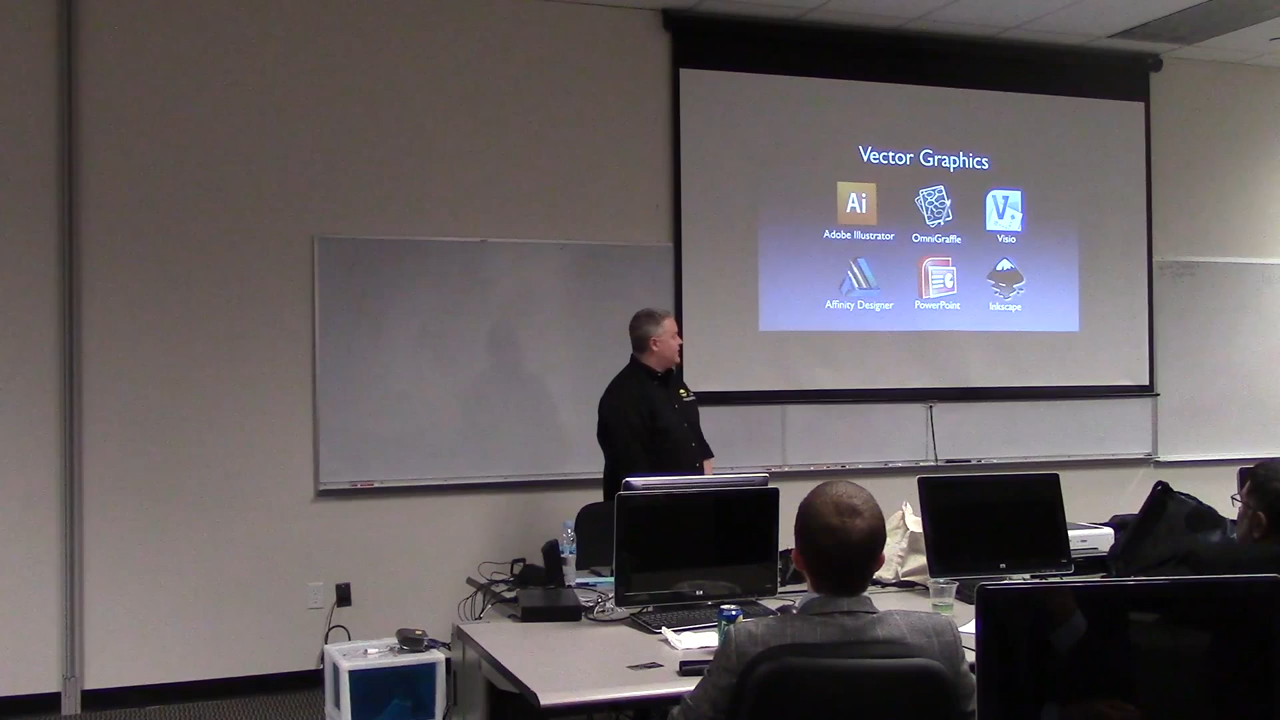 Vector Graphics
Ai
V
Adobe Illustrator
OmniGraffle
Visio
Affinity Designer
PowerPoint
Inkscape